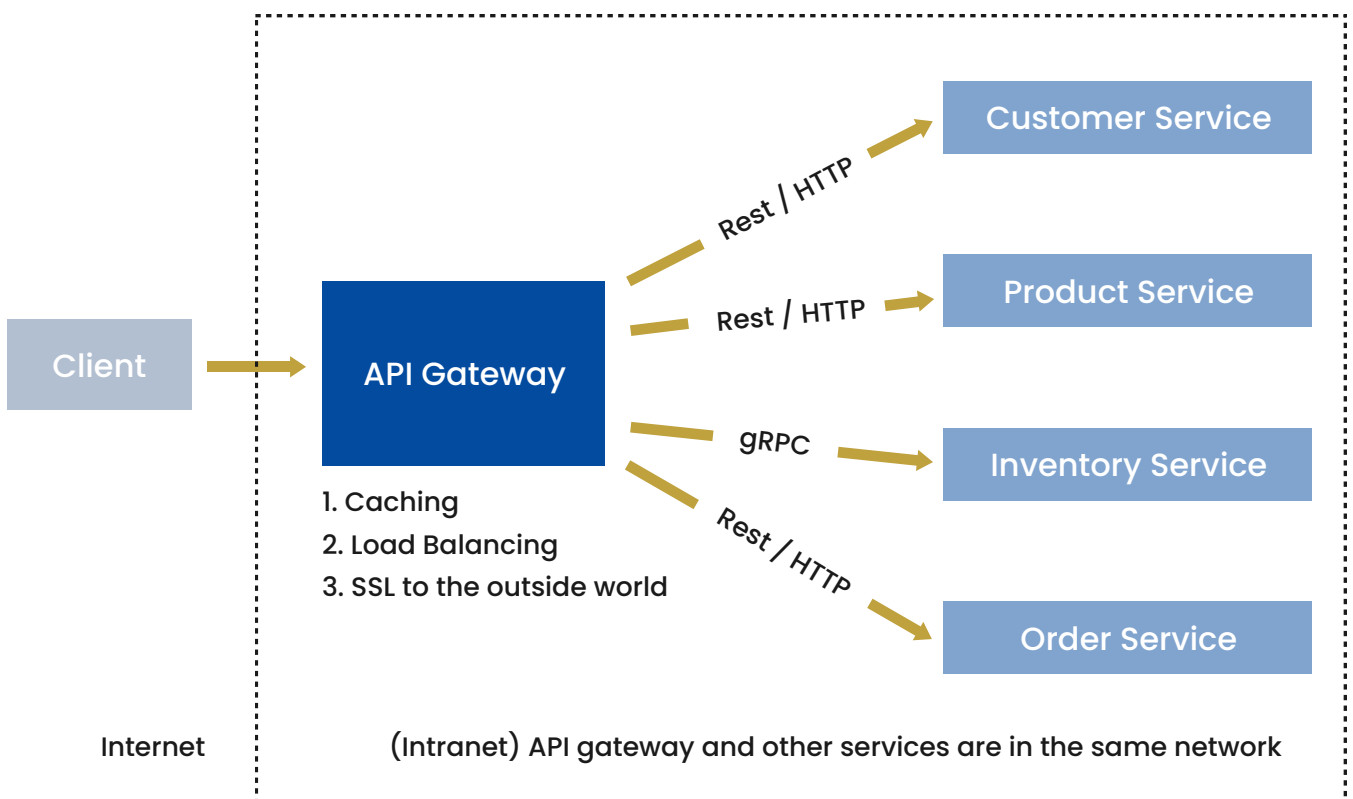 Customer Service
Rest / HTTP
Product Service
Rest / HTTP
Client
API Gateway
gRPC
Inventory Service
1. Caching
2. Load Balancing
3. SSL to the outside world
Rest / HTTP
Order Service
Internet
(Intranet) API gateway and other services are in the same network